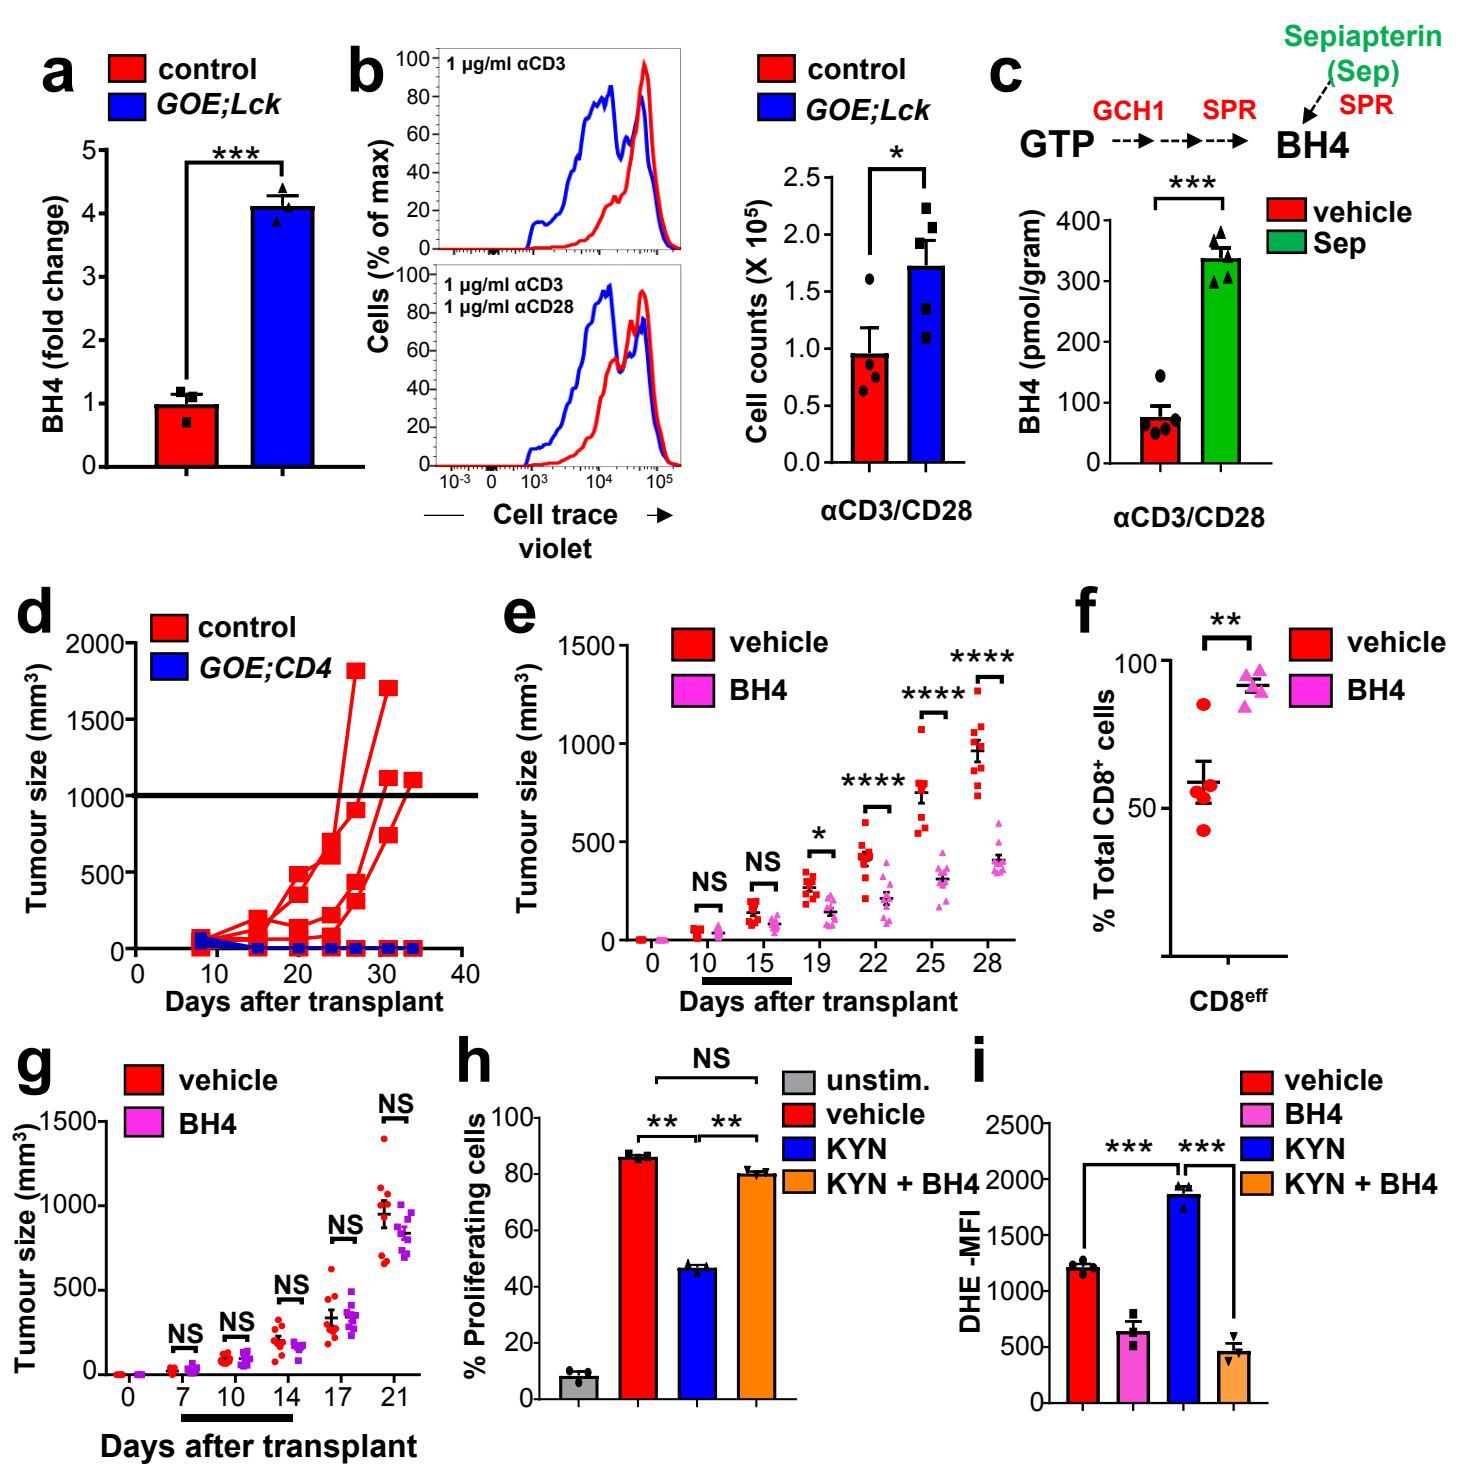 a
control
GOE;Lck
***
BH4 (fold change)
5
4
3
2
1
0
b
1 µg/ml αCD3
100
80
60
40
20
0
1 µg/ml αCD3
1 µg/ml αCD28
100
80
60
40
20
0
Cells (% of max)
10-3 0 103 104 105
Cell trace
violet
control
GOE;Lck
*
Cell counts (X 105)
2.5
2.0
1.5
1.0
0.5
0.0
αCD3/CD28
c
Sepiapterin
(Sep)
GCH1 SPR SPR
GTP BH4
***
vehicle
Sep
BH4 (pmol/gram)
400
300
200
100
0
αCD3/CD28
d
control
GOE;CD4
Tumour size (mm3)
2000
1500
1000
500
0
0 10 20 30 40
Days after transplant
e
vehicle
BH4
Tumour size (mm3)
1500
1000
500
0
NS NS * **** **** ****
0 10 15 19 22 25 28
Days after transplant
f
vehicle
BH4
**
% Total CD8+ cells
100
50
CD8eff
g
vehicle
BH4
Tumour size (mm3)
1500
1000
500
0
NS NS NS NS NS
0 7 10 14 17 21
Days after transplant
h
unstim.
vehicle
KYN
KYN + BH4
NS
** **
% Proliferating cells
100
80
60
40
20
0
i
vehicle
BH4
KYN
KYN + BH4
*** ***
DHE -MFI
2500
2000
1500
1000
500
0